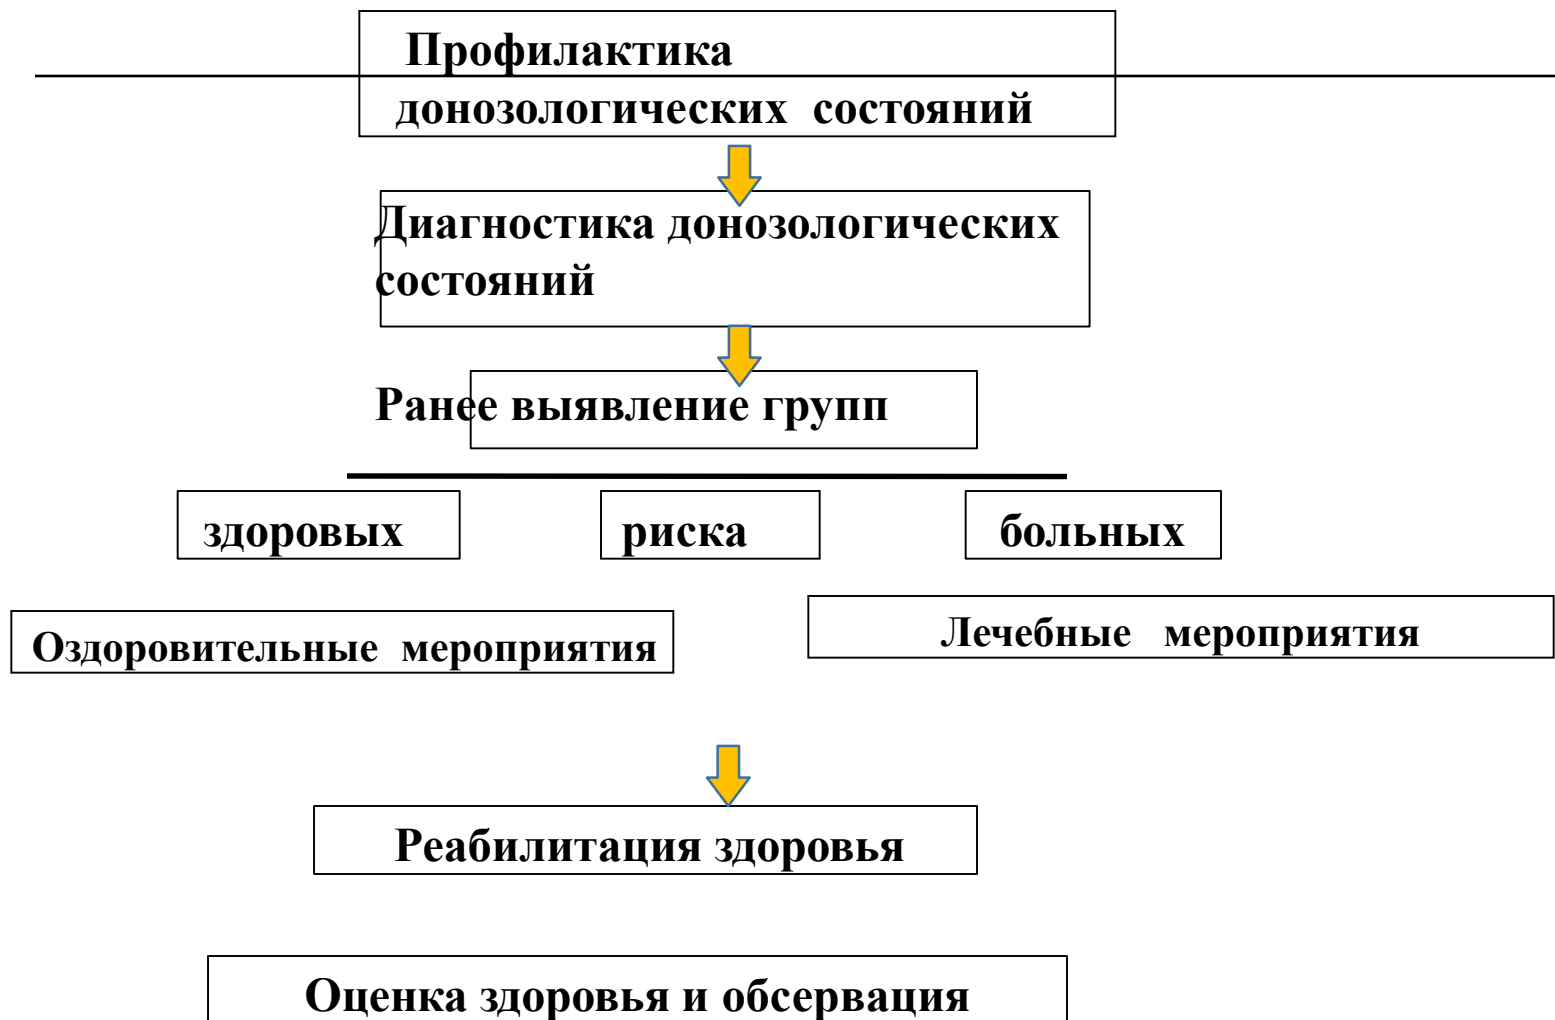 Профилактика
донозологических состояний
Диагностика донозологических
состояний
Ранее выявление групп
здоровых риска больных
Оздоровительные мероприятия Лечебные мероприятия
Реабилитация здоровья
Оценка здоровья и обсервация